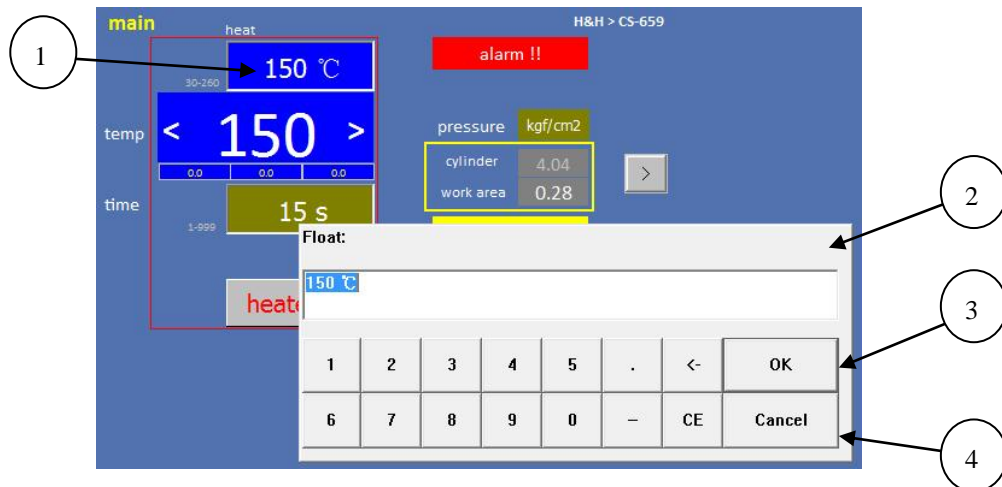 main
H&H > CS-659
heat
1
150 ℃
alarm !!
30-260
temp
< 150 >
0.0 0.0 0.0
pressure kgf/cm2
cylinder 4.04
work area 0.28
>
time
15 s
1-999
2
Float:
150 ℃
3
1 2 3 4 5 . <- OK
6 7 8 9 0 – CE Cancel
4